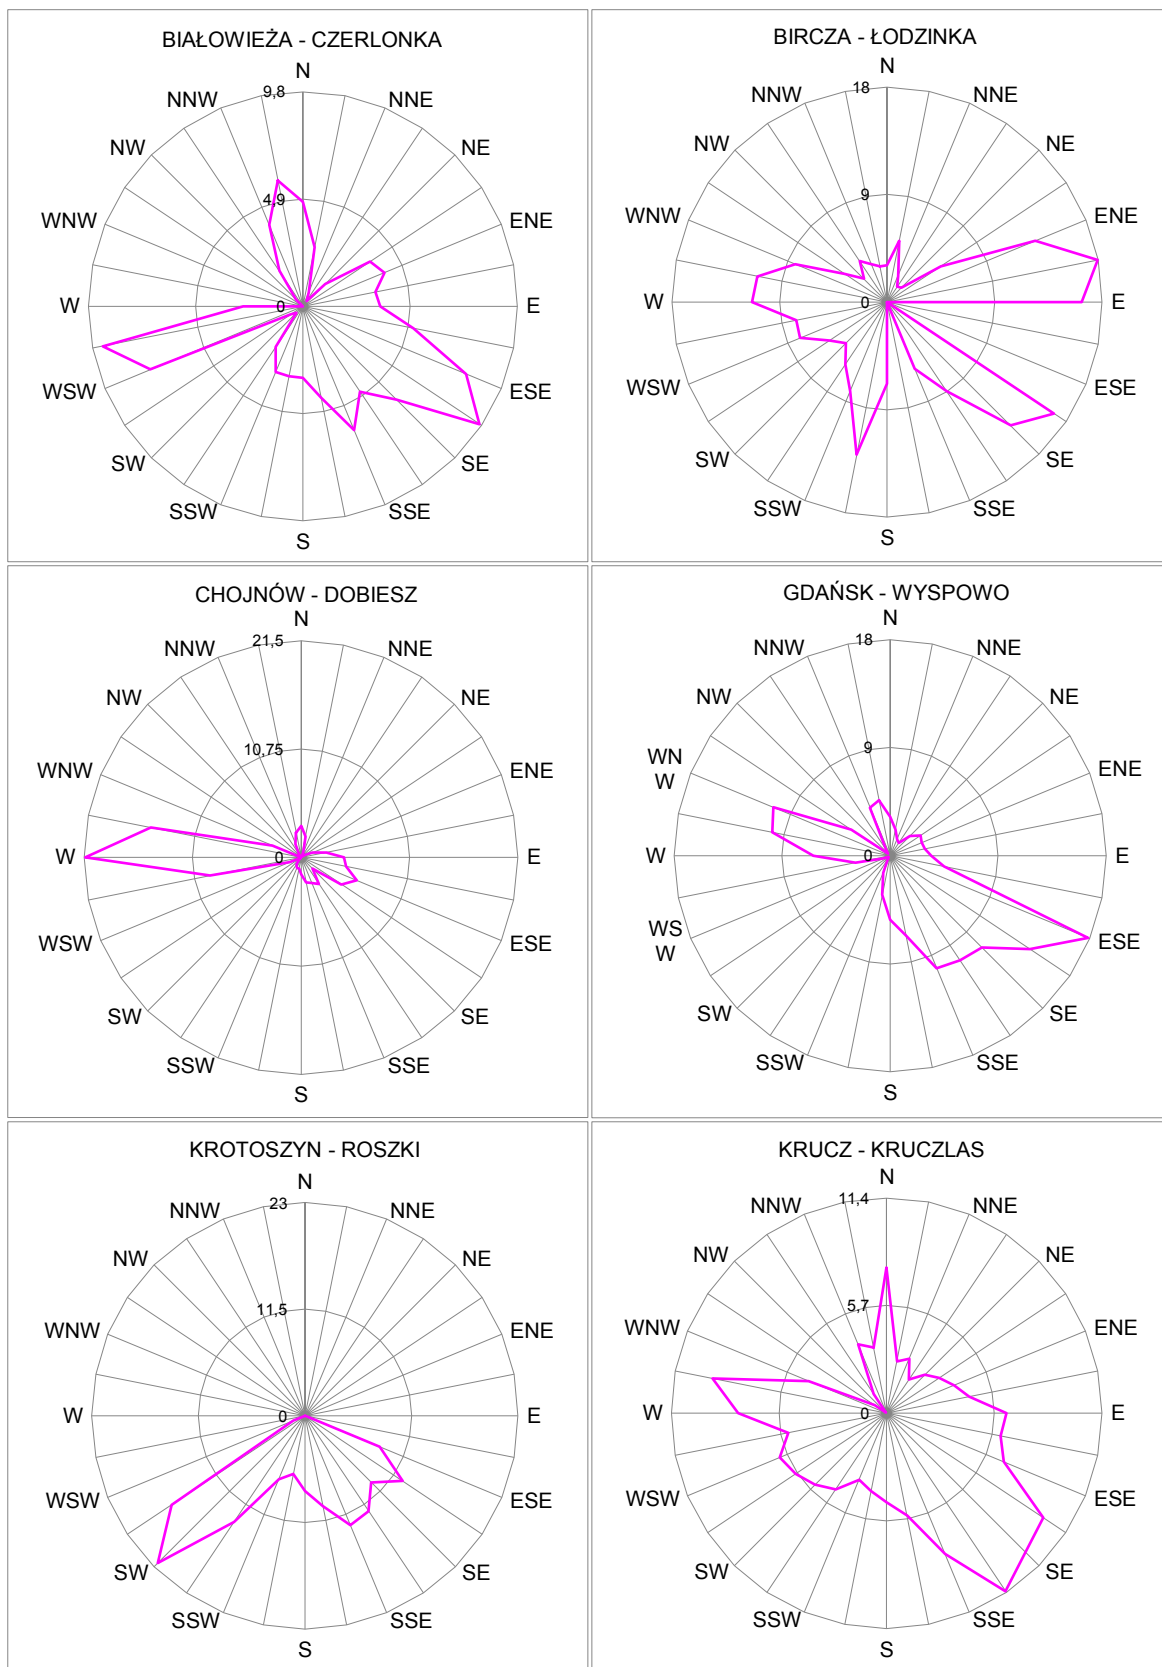 BIAŁOWIEŻA - CZERLONKA
N
9,8
NNW
NNE
NW
NE
4,9
WNW
ENE
W
0
E
WSW
ESE
SW
SE
SSW
SSE
S
BIRCZA - ŁODZINKA
N
18
NNW
NNE
NW
NE
9
WNW
ENE
W
0
E
WSW
ESE
SW
SE
SSW
SSE
S
CHOJNÓW - DOBIESZ
N
21,5
NNW
NNE
NW
NE
10,75
WNW
ENE
W
0
E
WSW
ESE
SW
SE
SSW
SSE
S
GDAŃSK - WYSPOWO
N
18
NNW
NNE
NW
NE
9
WN
W
ENE
W
0
E
WS
W
ESE
SW
SE
SSW
SSE
S
KROTOSZYN - ROSZKI
N
23
NNW
NNE
NW
NE
11,5
WNW
ENE
W
0
E
WSW
ESE
SW
SE
SSW
SSE
S
KRUCZ - KRUCZLAS
N
11,4
NNW
NNE
NW
NE
5,7
WNW
ENE
W
0
E
WSW
ESE
SW
SE
SSW
SSE
S